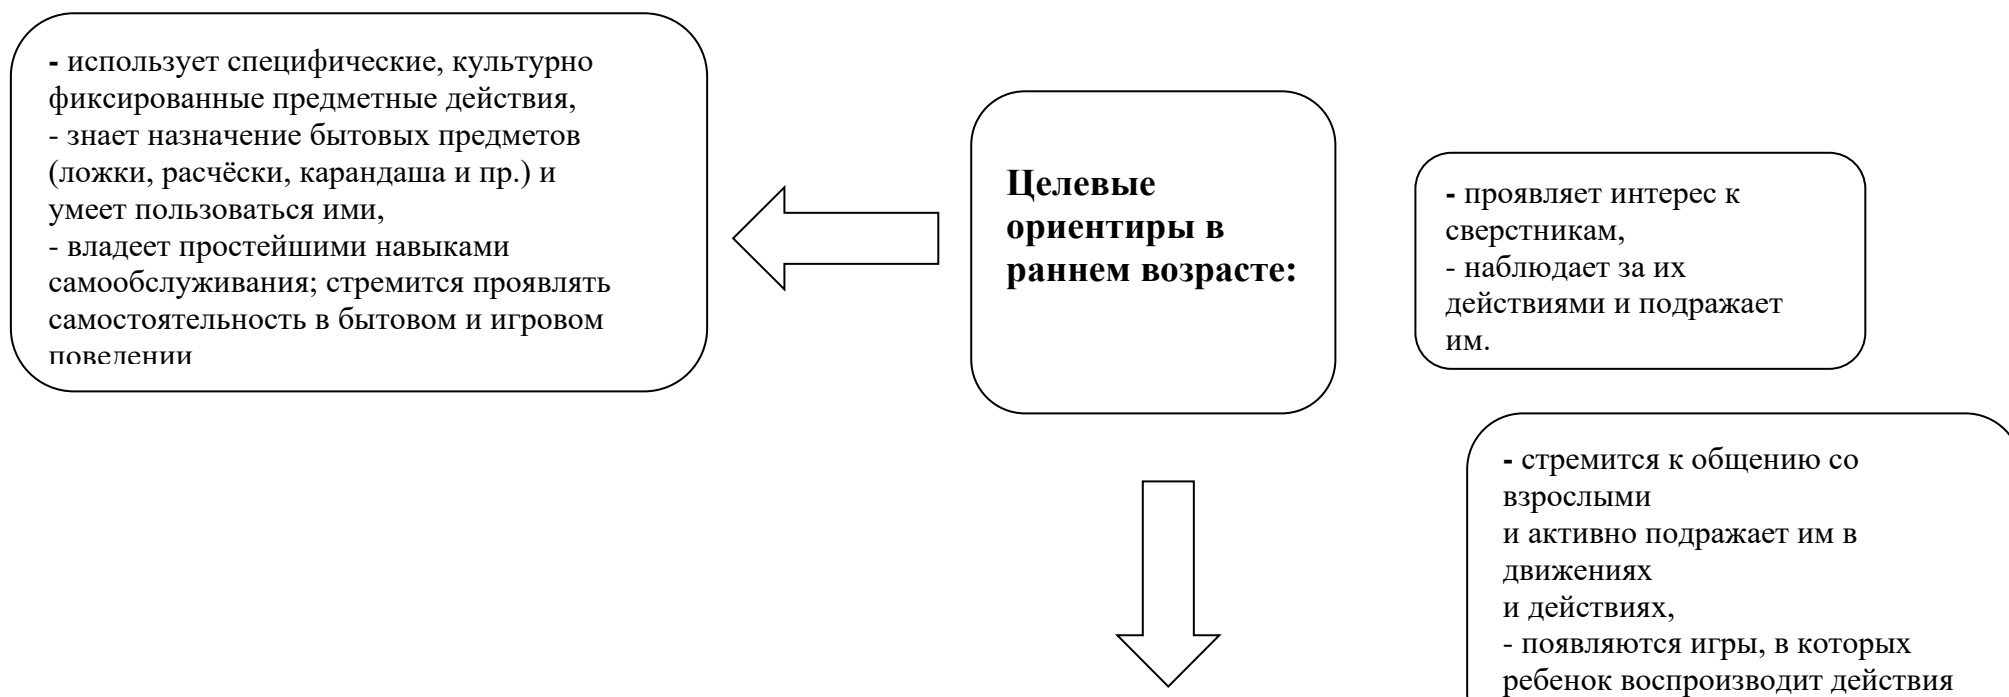 - использует специфические, культурно
фиксированные предметные действия,
- знает назначение бытовых предметов
(ложки, расчёски, карандаша и пр.) и
умеет пользоваться ими,
- владеет простейшими навыками
самообслуживания; стремится проявлять
самостоятельность в бытовом и игровом
поведении
Целевые
ориентиры в
раннем возрасте:
- проявляет интерес к
сверстникам,
- наблюдает за их
действиями и подражает
им.
- стремится к общению со
взрослыми
и активно подражает им в
движениях
и действиях,
- появляются игры, в которых
ребенок воспроизводит действия